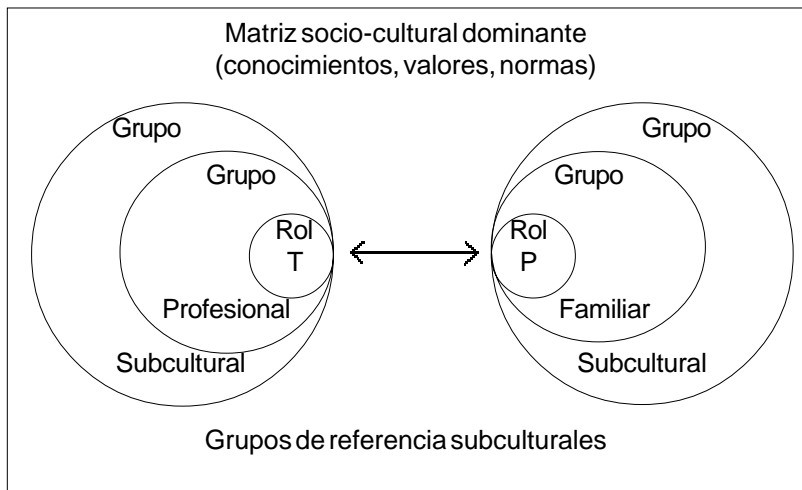 Matriz socio-cultural dominante
(conocimientos, valores, normas)
Grupo
Grupo
Rol
T
Profesional
Subcultural
Grupo
Grupo
Rol
P
Familiar
Subcultural
Grupos de referencia subculturales